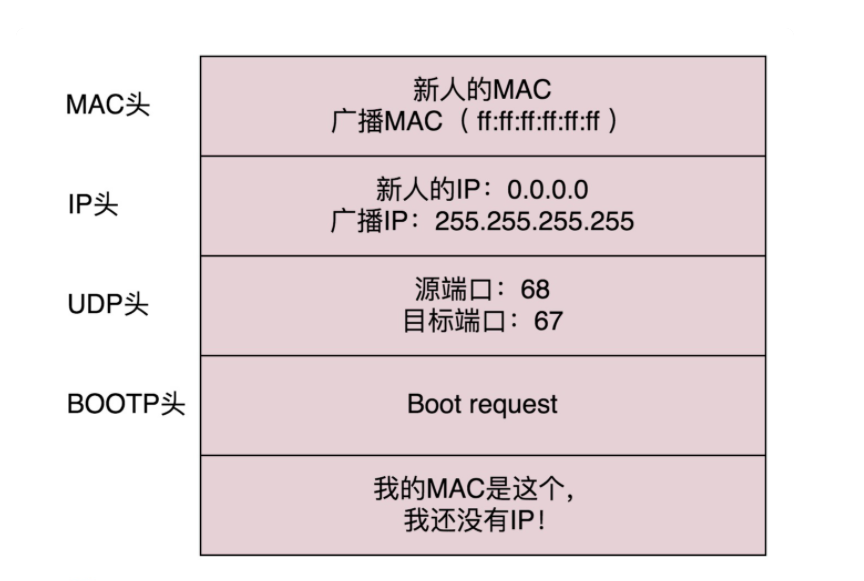 MAC头
新人的MAC
广播MAC（ff:ff:ff:ff:ff:ff）
IP头
新人的IP：0.0.0.0
广播IP：255.255.255.255
UDP头
源端口：68
目标端口：67
BOOTP头
Boot request
我的MAC是这个，
我还没有IP！